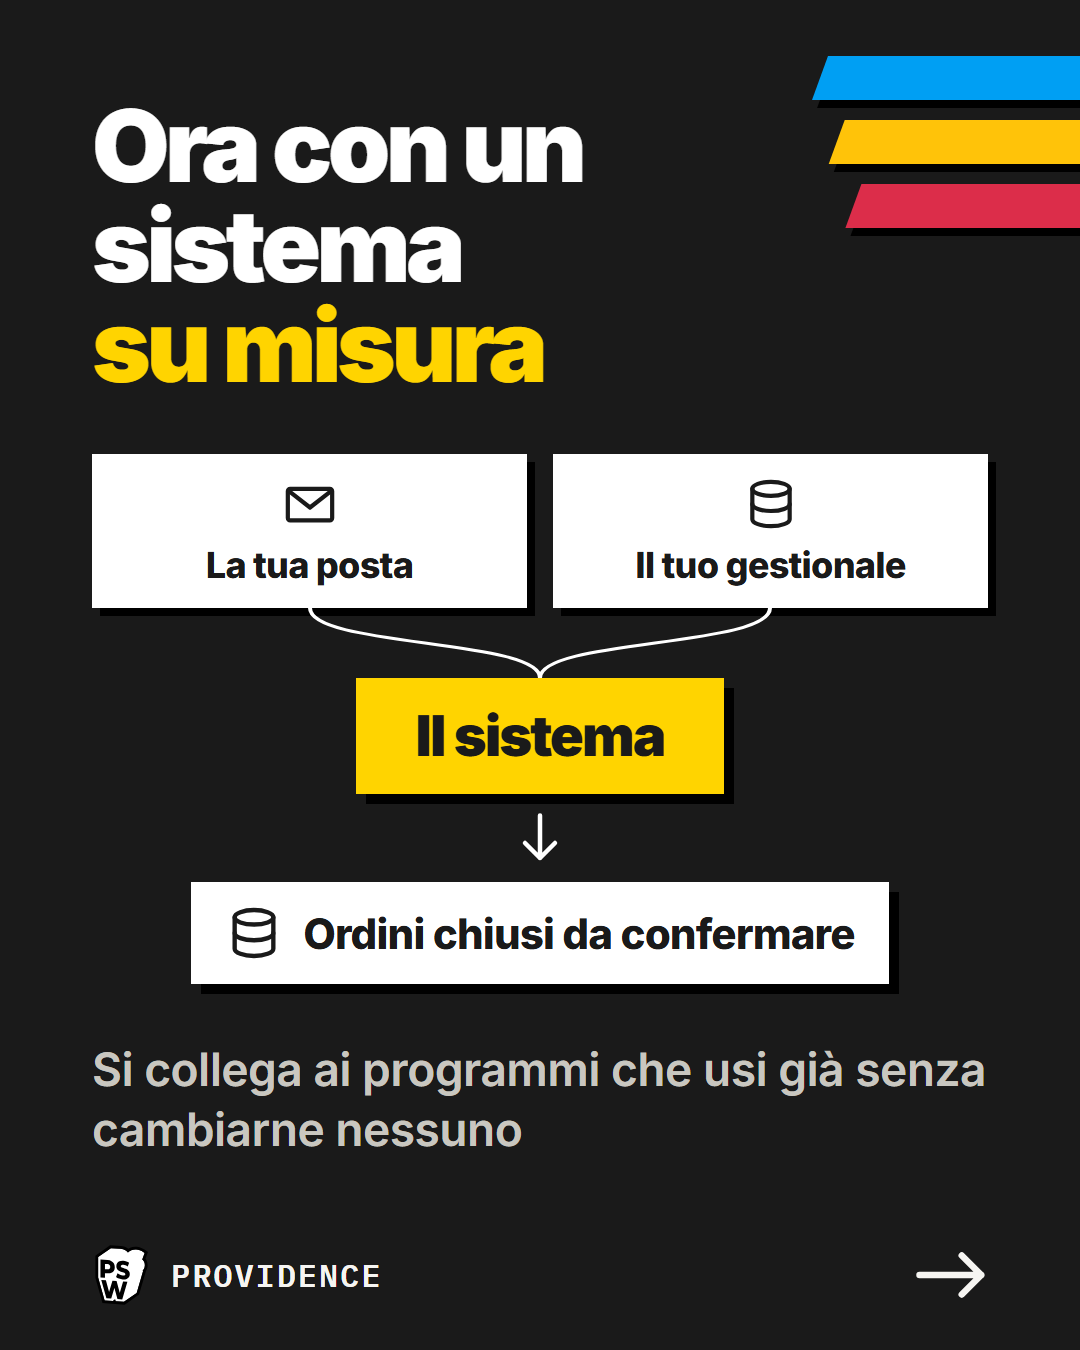 Ora con un
sistema
su misura
La tua posta
Il tuo gestionale
Il sistema
Ordini chiusi da confermare
Si collega ai programmi che usi già senza
cambiarne nessuno
PSW
PROVIDENCE